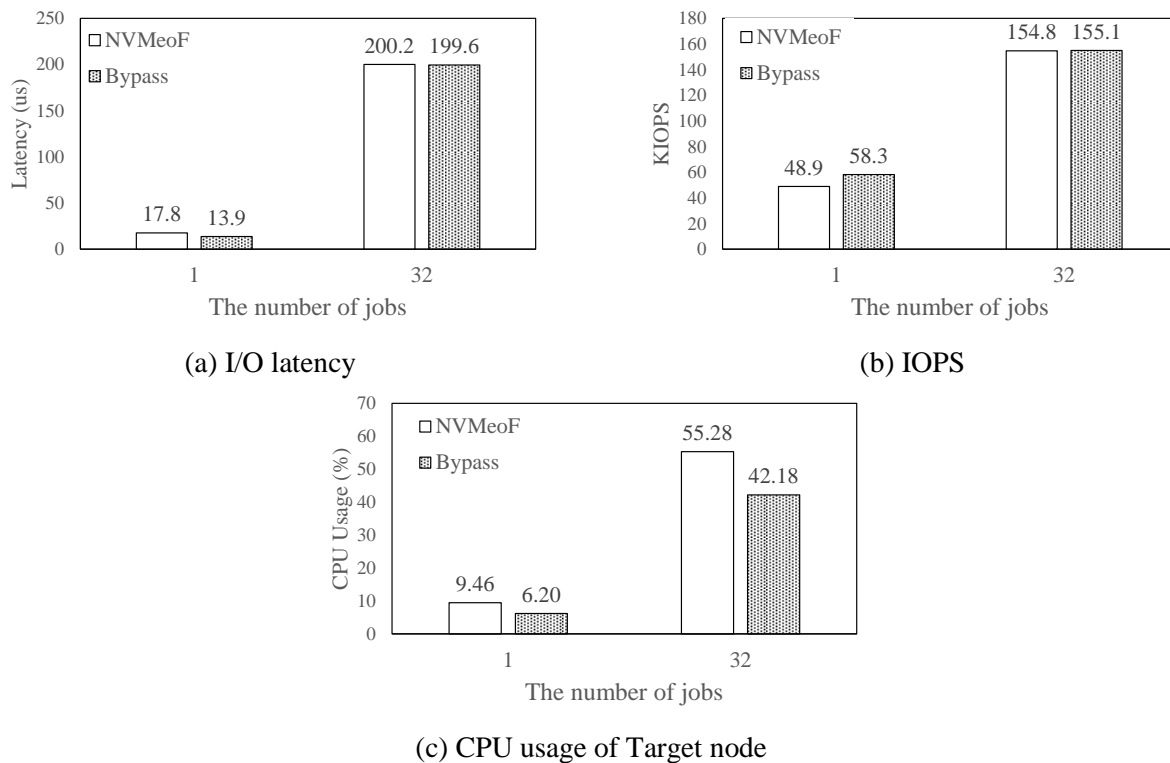 250
200
150
100
50
0
Latency (us)
NVMeoF
Bypass
17.8
13.9
200.2
199.6
1
32
The number of jobs
(a) I/O latency
180
160
140
120
100
80
60
40
20
0
KIOPS
NVMeoF
Bypass
48.9
58.3
154.8
155.1
1
32
The number of jobs
(b) IOPS
70
60
50
40
30
20
10
0
CPU Usage (%)
NVMeoF
Bypass
9.46
6.20
55.28
42.18
1
32
The number of jobs
(c) CPU usage of Target node